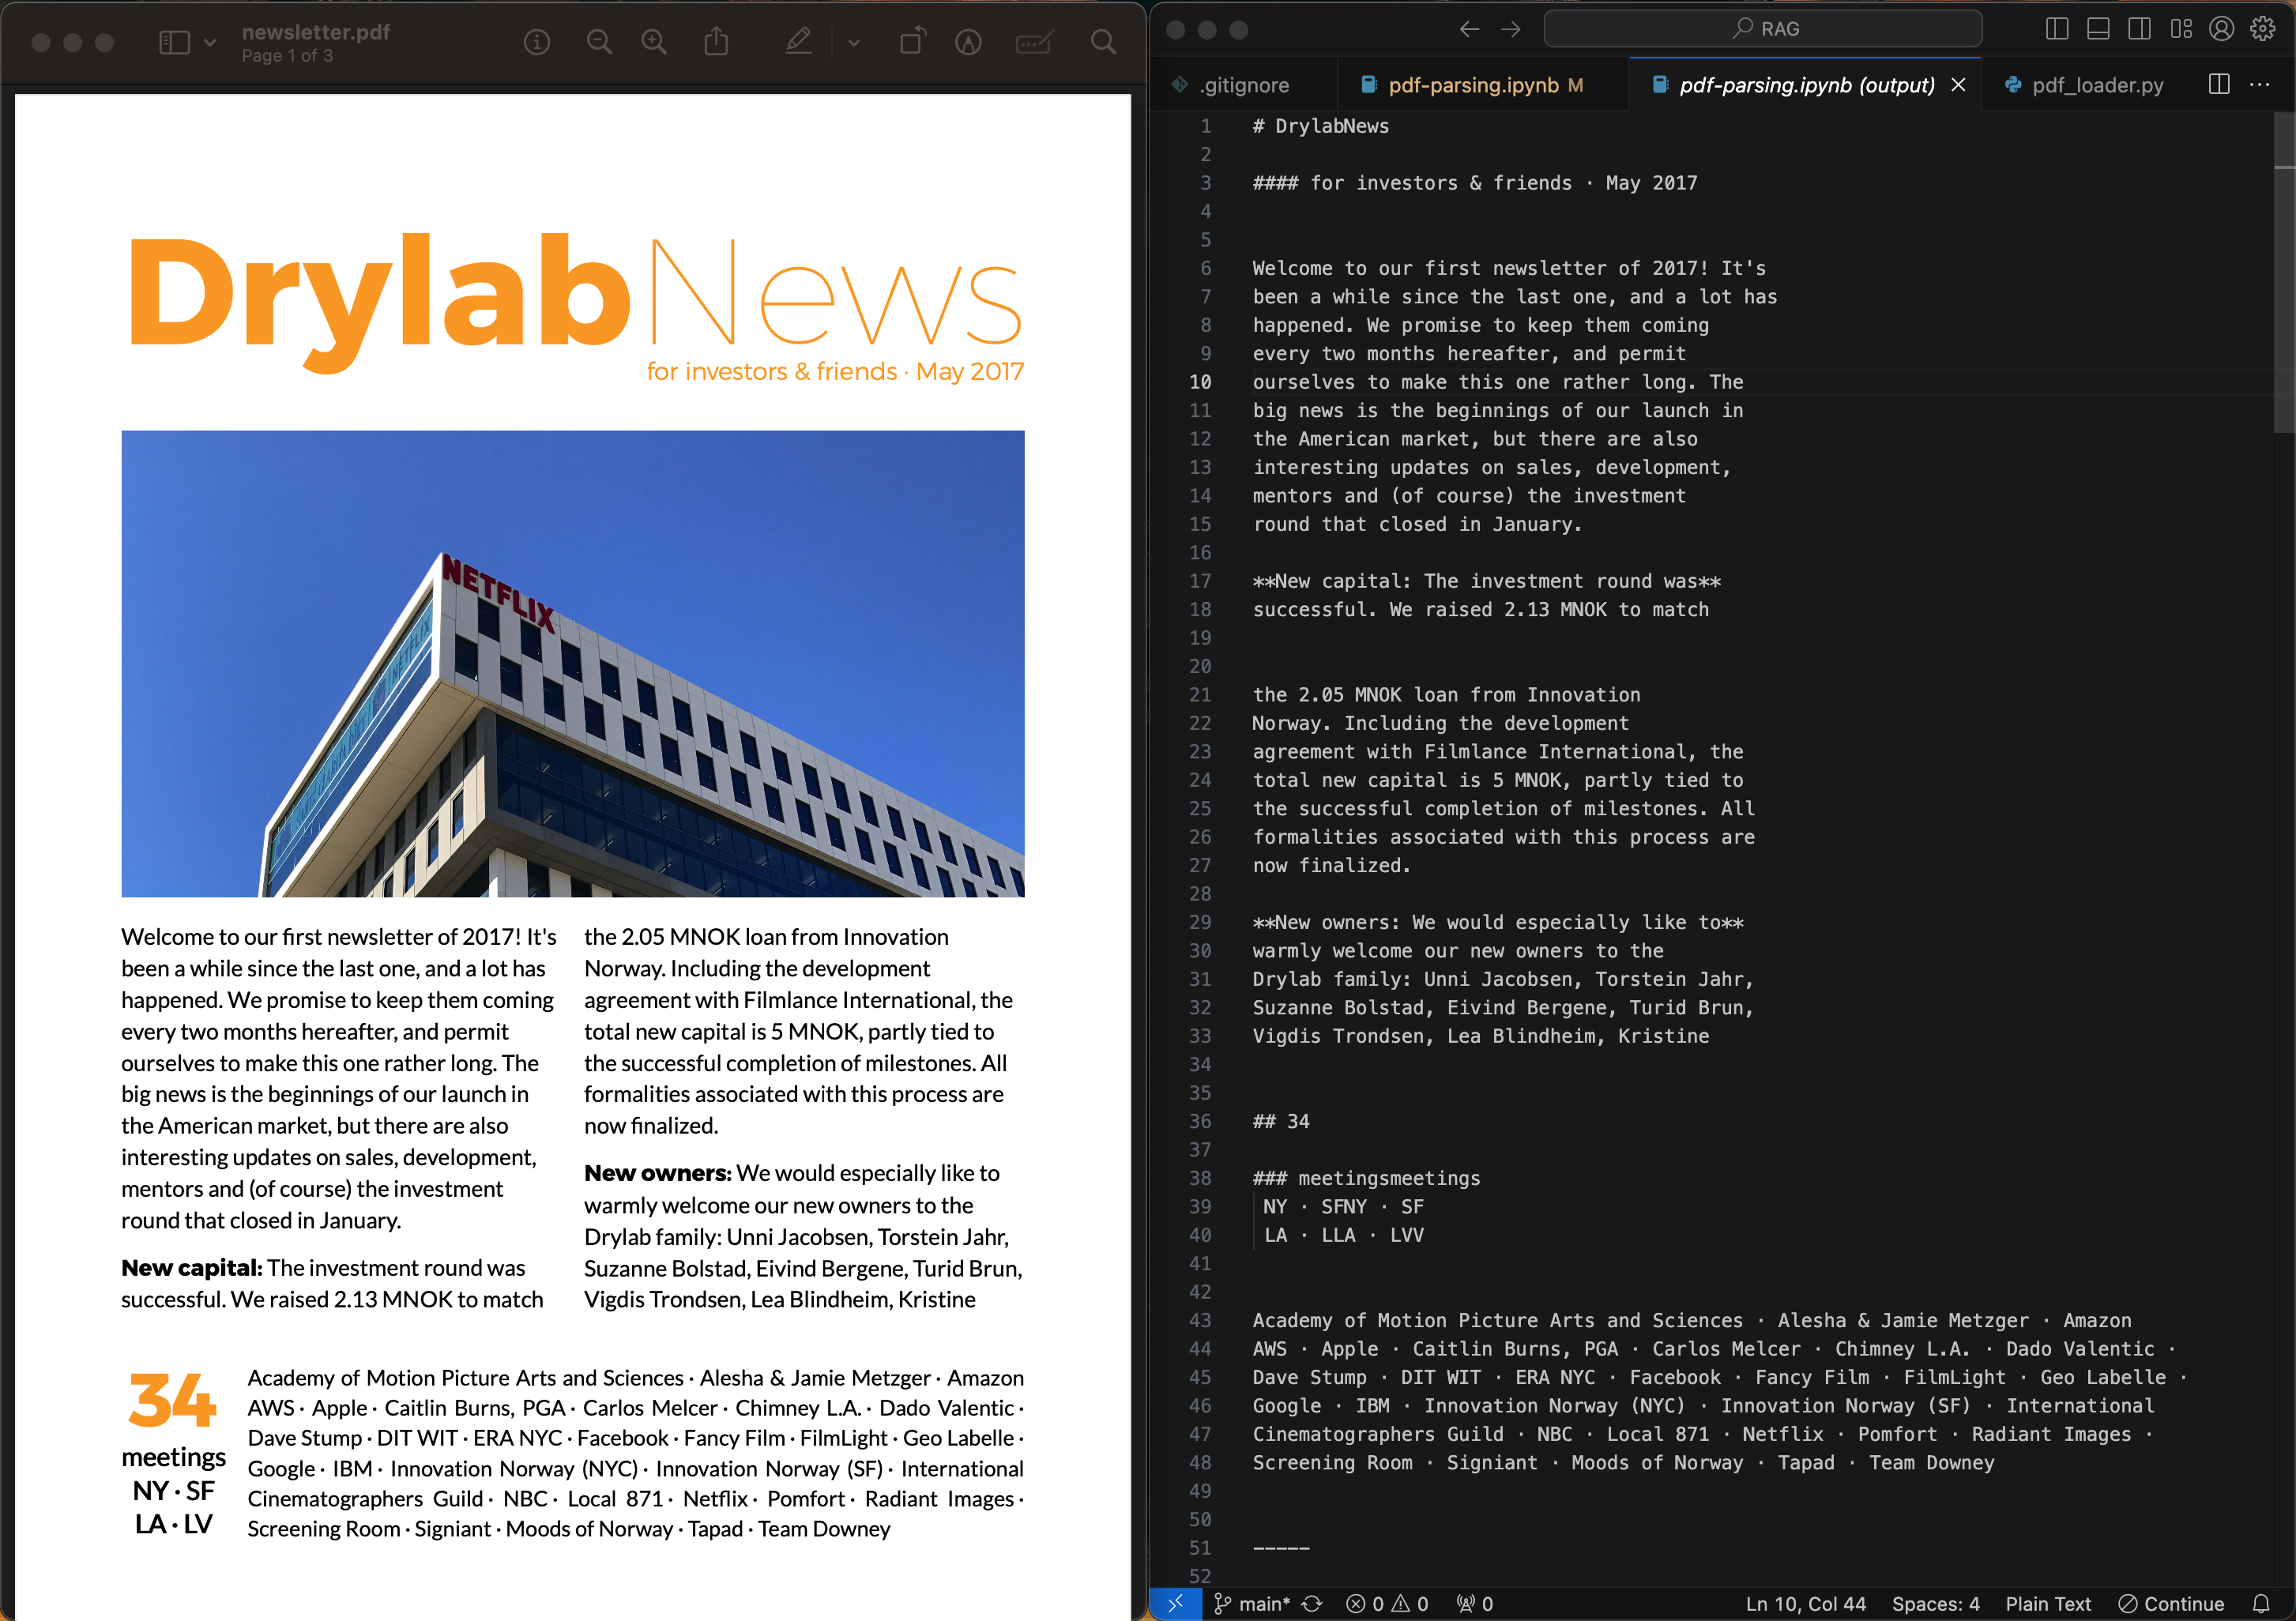 newsletter.pdf
Page 1 of 3
DrylabNews
for investors & friends · May 2017
NETFLIX
NETFLIX
Welcome to our first newsletter of 2017! It's
been a while since the last one, and a lot has
happened. We promise to keep them coming
every two months hereafter, and permit
ourselves to make this one rather long. The
big news is the beginnings of our launch in
the American market, but there are also
interesting updates on sales, development,
mentors and (of course) the investment
round that closed in January.
New capital: The investment round was
successful. We raised 2.13 MNOK to match
the 2.05 MNOK loan from Innovation
Norway. Including the development
agreement with Filmlance International, the
total new capital is 5 MNOK, partly tied to
the successful completion of milestones. All
formalities associated with this process are
now finalized.
New owners: We would especially like to
warmly welcome our new owners to the
Drylab family: Unni Jacobsen, Torstein Jahr,
Suzanne Bolstad, Eivind Bergene, Turid Brun,
Vigdis Trondsen, Lea Blindheim, Kristine
34
meetings
NY · SF
LA · LV
Academy of Motion Picture Arts and Sciences · Alesha & Jamie Metzger · Amazon
AWS · Apple · Caitlin Burns, PGA · Carlos Melcer · Chimney L.A. · Dado Valentic ·
Dave Stump · DIT WIT · ERA NYC · Facebook · Fancy Film · FilmLight · Geo Labelle ·
Google · IBM · Innovation Norway (NYC) · Innovation Norway (SF) · International
Cinematographers Guild · NBC · Local 871 · Netflix · Pomfort · Radiant Images ·
Screening Room · Signiant · Moods of Norway · Tapad · Team Downey
RAG
.gitignore
pdf-parsing.ipynb M
pdf-parsing.ipynb (output)
pdf_loader.py
1 # DrylabNews
2
3 #### for investors & friends · May 2017
4
5
6 Welcome to our first newsletter of 2017! It's
7 been a while since the last one, and a lot has
8 happened. We promise to keep them coming
9 every two months hereafter, and permit
10 ourselves to make this one rather long. The
11 big news is the beginnings of our launch in
12 the American market, but there are also
13 interesting updates on sales, development,
14 mentors and (of course) the investment
15 round that closed in January.
16
17 **New capital: The investment round was**
18 successful. We raised 2.13 MNOK to match
19
20
21 the 2.05 MNOK loan from Innovation
22 Norway. Including the development
23 agreement with Filmlance International, the
24 total new capital is 5 MNOK, partly tied to
25 the successful completion of milestones. All
26 formalities associated with this process are
27 now finalized.
28
29 **New owners: We would especially like to**
30 warmly welcome our new owners to the
31 Drylab family: Unni Jacobsen, Torstein Jahr,
32 Suzanne Bolstad, Eivind Bergene, Turid Brun,
33 Vigdis Trondsen, Lea Blindheim, Kristine
34
35
36 ## 34
37
38 ### meetingsmeetings
39 NY · SFNY · SF
40 LA · LLA · LVV
41
42
43 Academy of Motion Picture Arts and Sciences · Alesha & Jamie Metzger · Amazon
44 AWS · Apple · Caitlin Burns, PGA · Carlos Melcer · Chimney L.A. · Dado Valentic ·
45 Dave Stump · DIT WIT · ERA NYC · Facebook · Fancy Film · FilmLight · Geo Labelle ·
46 Google · IBM · Innovation Norway (NYC) · Innovation Norway (SF) · International
47 Cinematographers Guild · NBC · Local 871 · Netflix · Pomfort · Radiant Images ·
48 Screening Room · Signiant · Moods of Norway · Tapad · Team Downey
49
50
51 -----
52
main* 0 0 0 Ln 10, Col 44 Spaces: 4 Plain Text Continue